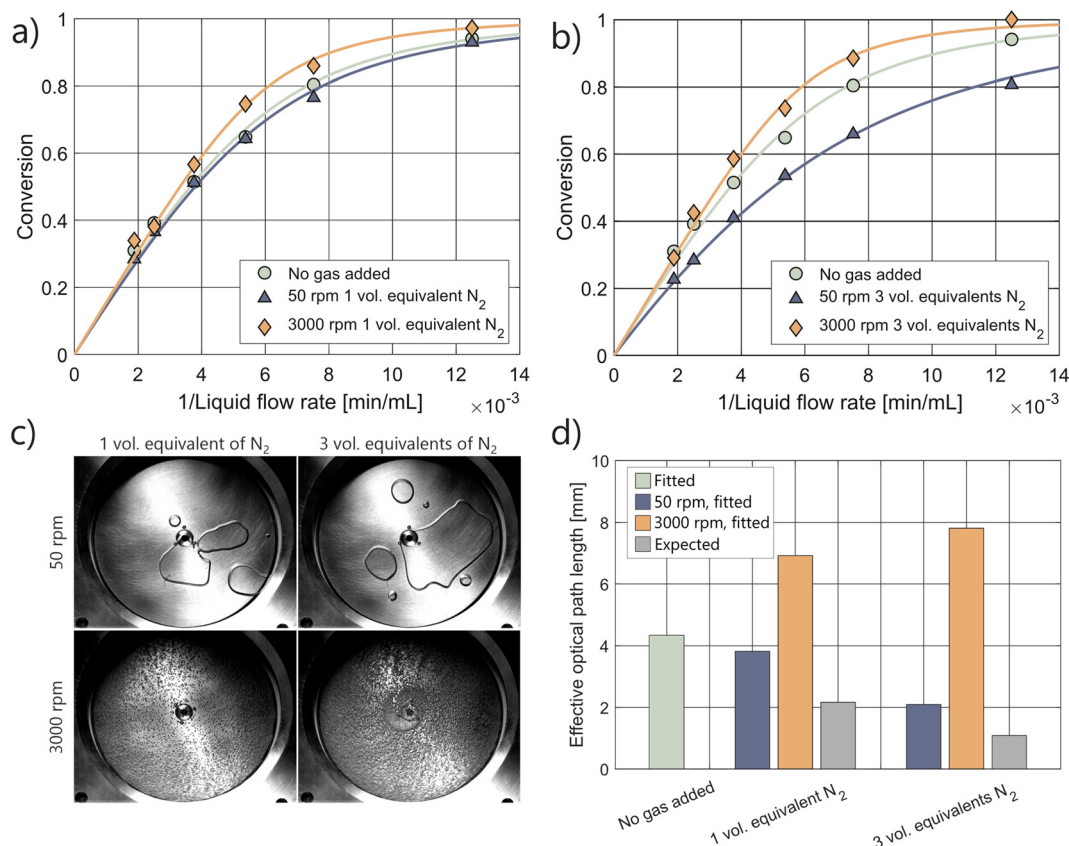 a)
1
0.8
0.6
0.4
0.2
0
Conversion
No gas added
50 rpm 1 vol. equivalent N2
3000 rpm 1 vol. equivalent N2
0 2 4 6 8 10 12 14
1/Liquid flow rate [min/mL] ×10-3
b)
1
0.8
0.6
0.4
0.2
0
Conversion
No gas added
50 rpm 3 vol. equivalents N2
3000 rpm 3 vol. equivalents N2
0 2 4 6 8 10 12 14
1/Liquid flow rate [min/mL] ×10-3
c)
1 vol. equivalent of N2 3 vol. equivalents of N2
50 rpm
3000 rpm
d)
10
8
6
4
2
0
Effective optical path length [mm]
Fitted
50 rpm, fitted
3000 rpm, fitted
Expected
No gas added
1 vol. equivalent N2
3 vol. equivalents N2